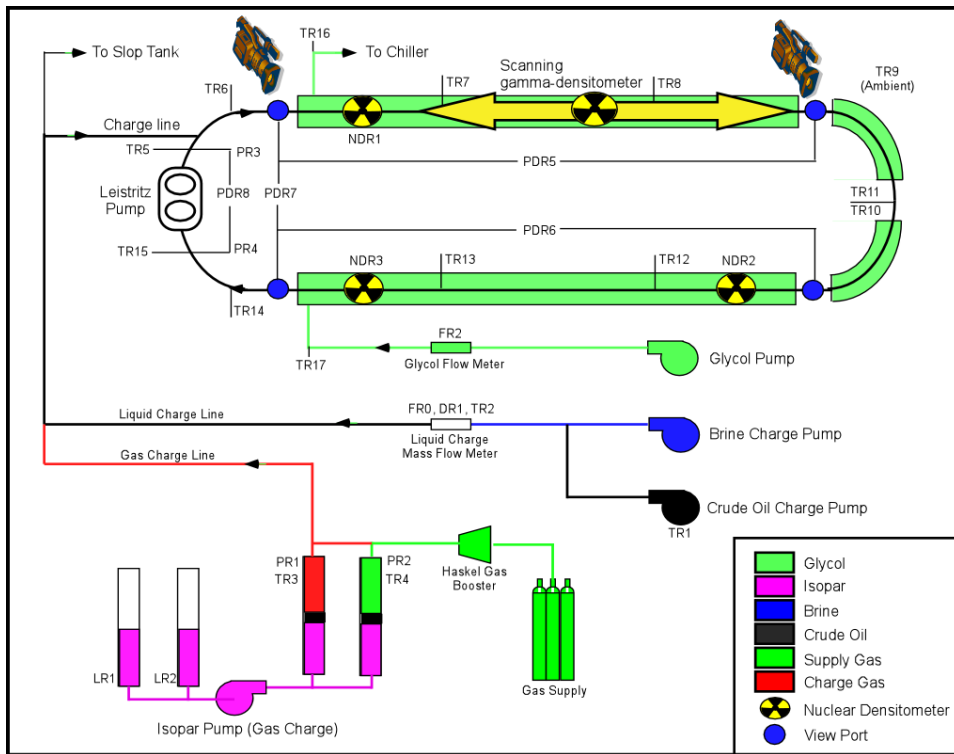 TR16
To Slop Tank
To Chiller
Scanning
gamma-densitometer
TR9
(Ambient)
TR6
TR7
TR8
Charge line
NDR1
TR5
PR3
PDR5
Leistritz
Pump
PDR8
PDR7
TR11
TR10
PDR6
TR15
PR4
NDR3
TR13
TR12
NDR2
TR14
FR2
TR17
Glycol Flow Meter
Glycol Pump
FR0, DR1, TR2
Liquid Charge Line
Liquid Charge
Mass Flow Meter
Brine Charge Pump
Gas Charge Line
Crude Oil Charge Pump
TR1
PR1
TR3
PR2
TR4
Haskel Gas
Booster
LR1
LR2
Gas Supply
Isopar Pump (Gas Charge)
Glycol
Isopar
Brine
Crude Oil
Supply Gas
Charge Gas
Nuclear Densitometer
View Port